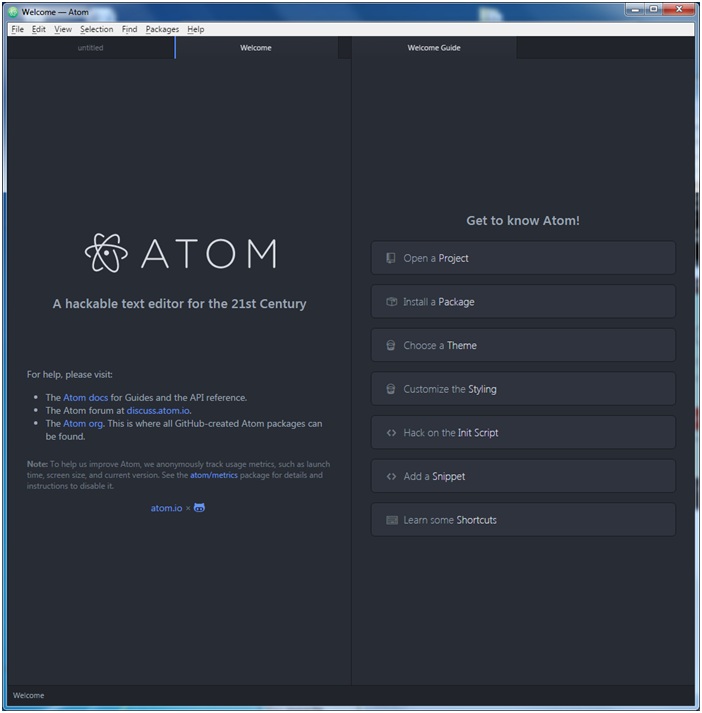 Welcome — Atom
File Edit View Selection Find Packages Help
untitled
Welcome
Welcome Guide
ATOM
A hackable text editor for the 21st Century
For help, please visit:
• The Atom docs for Guides and the API reference.
• The Atom forum at discuss.atom.io.
• The Atom org. This is where all GitHub-created Atom packages can
be found.
Note: To help us improve Atom, we anonymously track usage metrics, such as launch
time, screen size, and current version. See the atom/metrics package for details and
instructions to disable it.
atom.io ×
Get to know Atom!
Open a Project
Install a Package
Choose a Theme
Customize the Styling
Hack on the Init Script
Add a Snippet
Learn some Shortcuts
Welcome